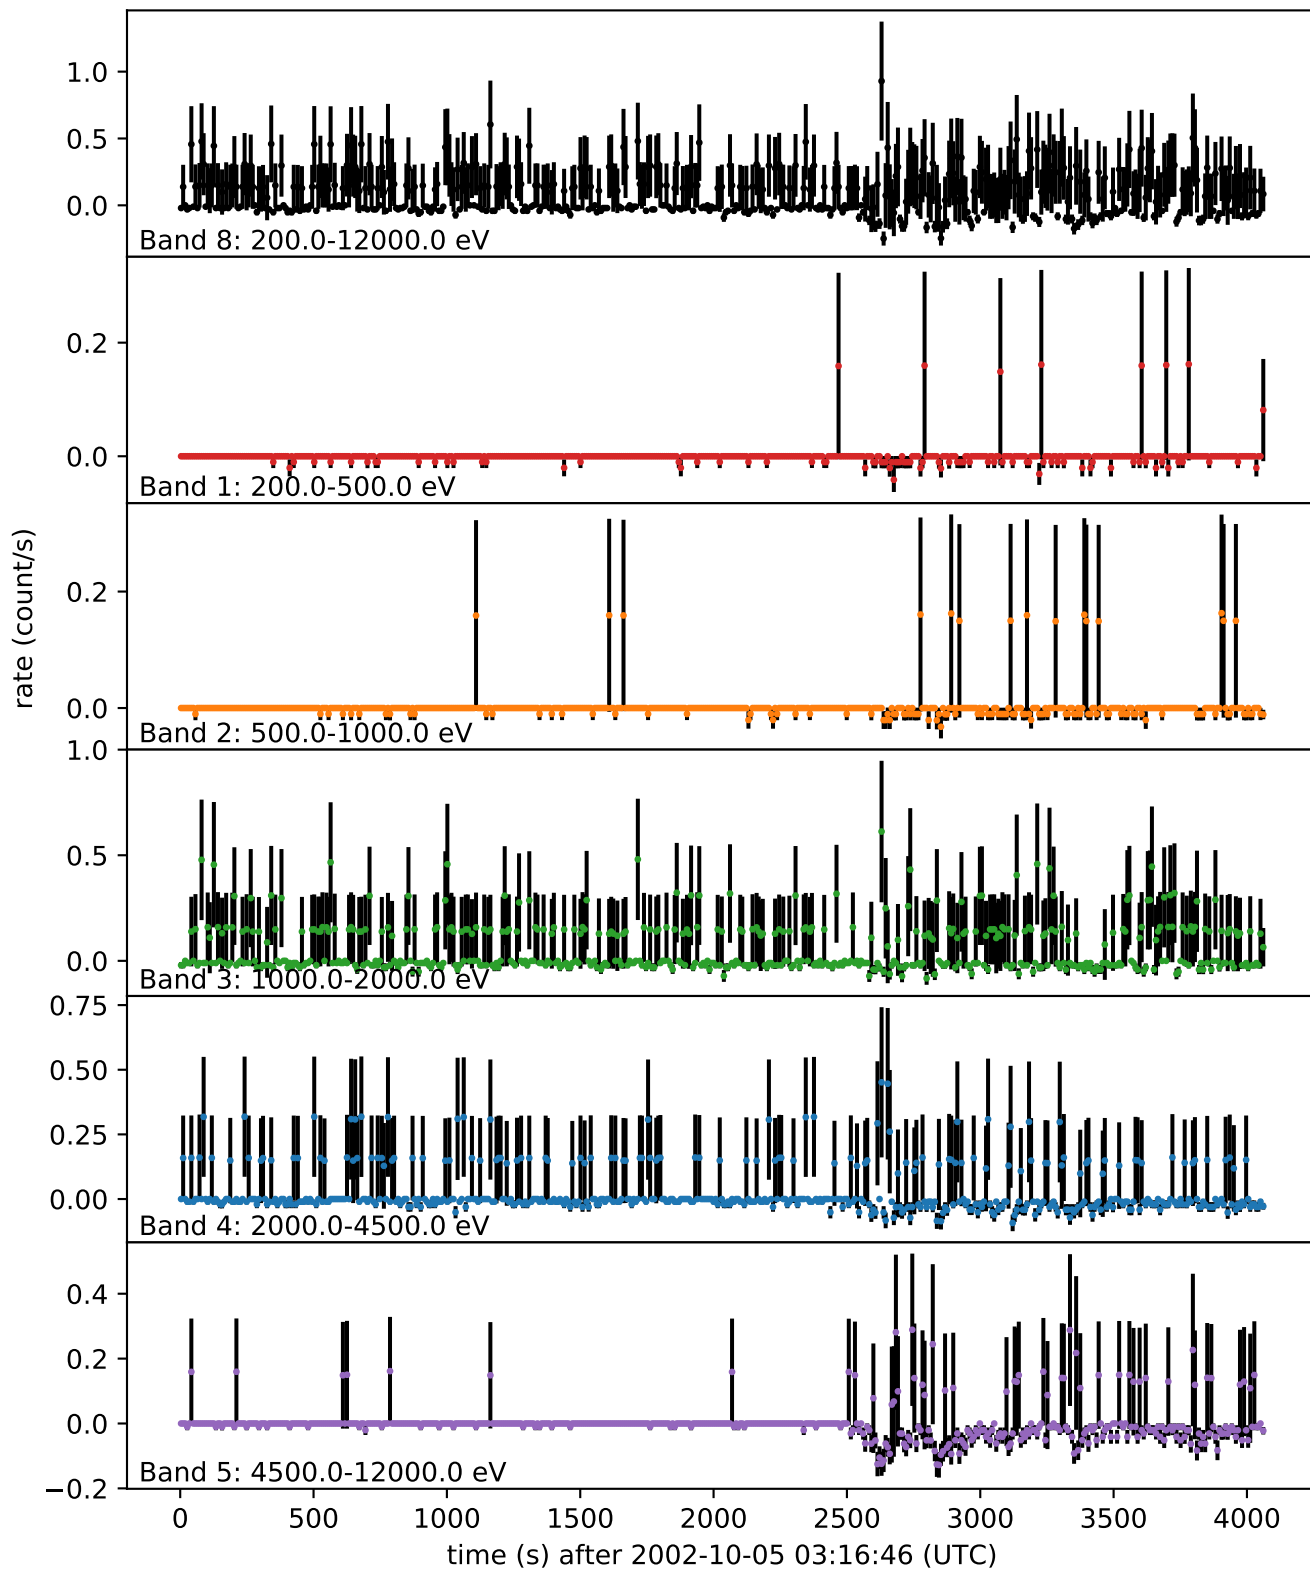 1.0
0.5
0.0
Band 8: 200.0-12000.0 eV
0.2
0.0
Band 1: 200.0-500.0 eV
rate (count/s)
0.2
0.0
Band 2: 500.0-1000.0 eV
1.0
0.5
0.0
Band 3: 1000.0-2000.0 eV
0.75
0.50
0.25
0.00
Band 4: 2000.0-4500.0 eV
0.4
0.2
0.0
−0.2
Band 5: 4500.0-12000.0 eV
0 500 1000 1500 2000 2500 3000 3500 4000
time (s) after 2002-10-05 03:16:46 (UTC)